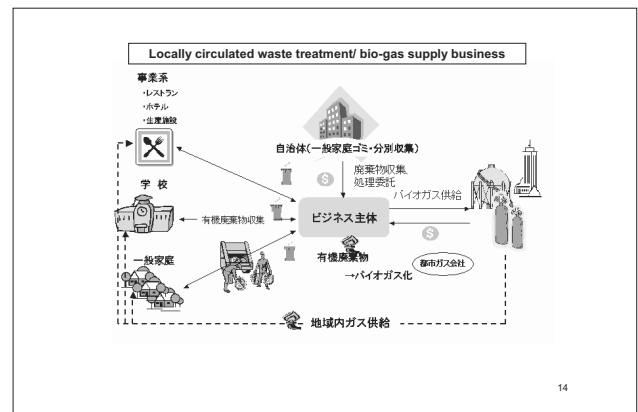 Locally circulated waste treatment/ bio-gas supply business
事業系
・レストラン
・ホテル
・生産施設
自治体(一般家庭ゴミ・分別収集)
廃棄物収集、
処理委託
バイオガス供給
学 校
有機廃棄物収集
ビジネス主体
$
$
一般家庭
有機廃棄物
→バイオガス化
都市ガス会社
地域内ガス供給
14